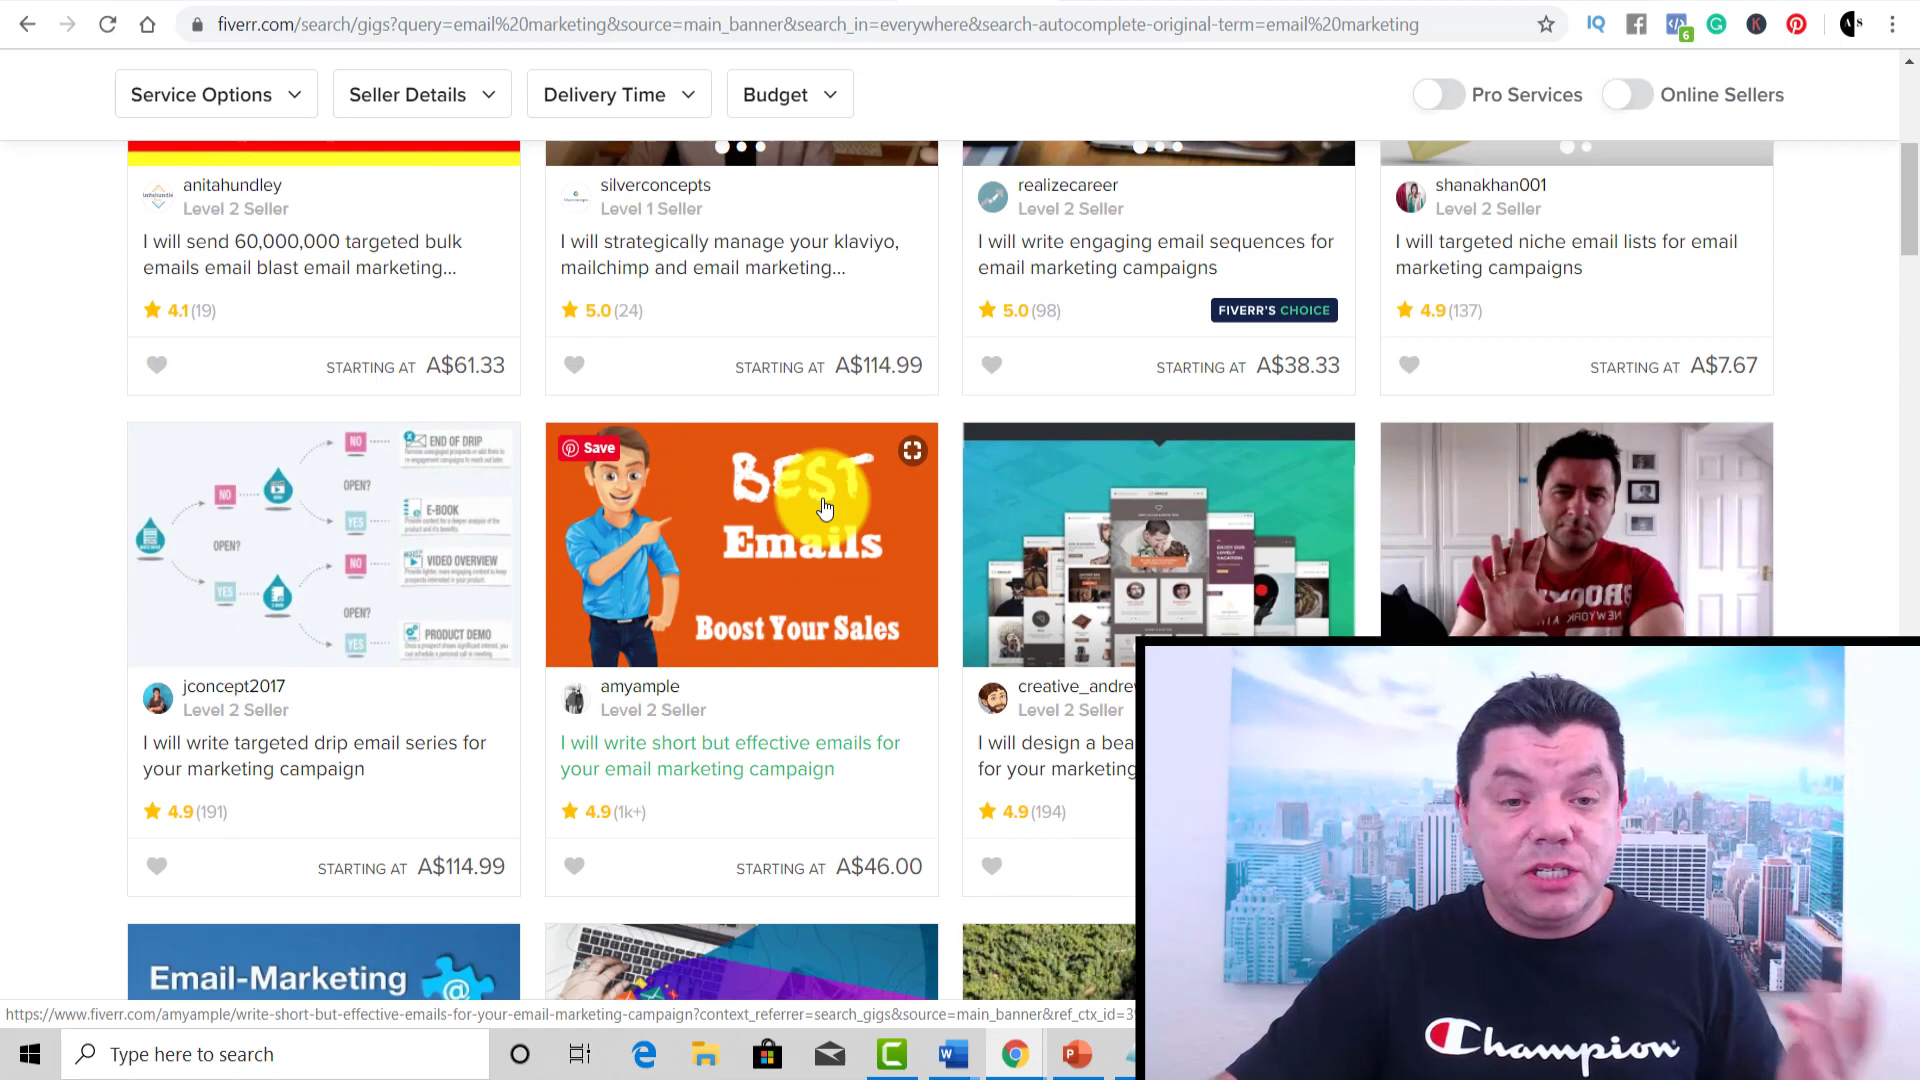 fiverr.com/search/gigs?query=email%20marketing&source=main_banner&search_in=everywhere&search-autocomplete-original-term=email%20marketing
6
Service Options
Seller Details
Delivery Time
Budget
Pro Services
Online Sellers
anitahundley
Level 2 Seller
I will send 60,000,000 targeted bulk
emails email blast email marketing...
4.1 (19)
STARTING AT A$61.33
silverconcepts
Level 1 Seller
I will strategically manage your klaviyo,
mailchimp and email marketing...
5.0 (24)
STARTING AT A$114.99
realizecareer
Level 2 Seller
I will write engaging email sequences for
email marketing campaigns
5.0 (98)
FIVERR'S CHOICE
STARTING AT A$38.33
shanakhan001
Level 2 Seller
I will targeted niche email lists for email
marketing campaigns
4.9 (137)
STARTING AT A$7.67
NO
END OF DRIP
OPEN?
NO
YES
E-BOOK
OPEN?
NO
VIDEO OVERVIEW
YES
OPEN?
YES
PRODUCT DEMO
Save
BEST
Emails
Boost Your Sales
jconcept2017
Level 2 Seller
I will write targeted drip email series for
your marketing campaign
4.9 (191)
STARTING AT A$114.99
amyample
Level 2 Seller
I will write short but effective emails for
your email marketing campaign
4.9 (1k+)
STARTING AT A$46.00
creative_andre
Level 2 Seller
I will design a bea
for your marketing
4.9 (194)
Email-Marketing
@
Champion
https://www.fiverr.com/amyample/write-short-but-effective-emails-for-your-email-marketing-campaign?context_referrer=search_gigs&source=main_banner&ref_ctx_id=3
Type here to search